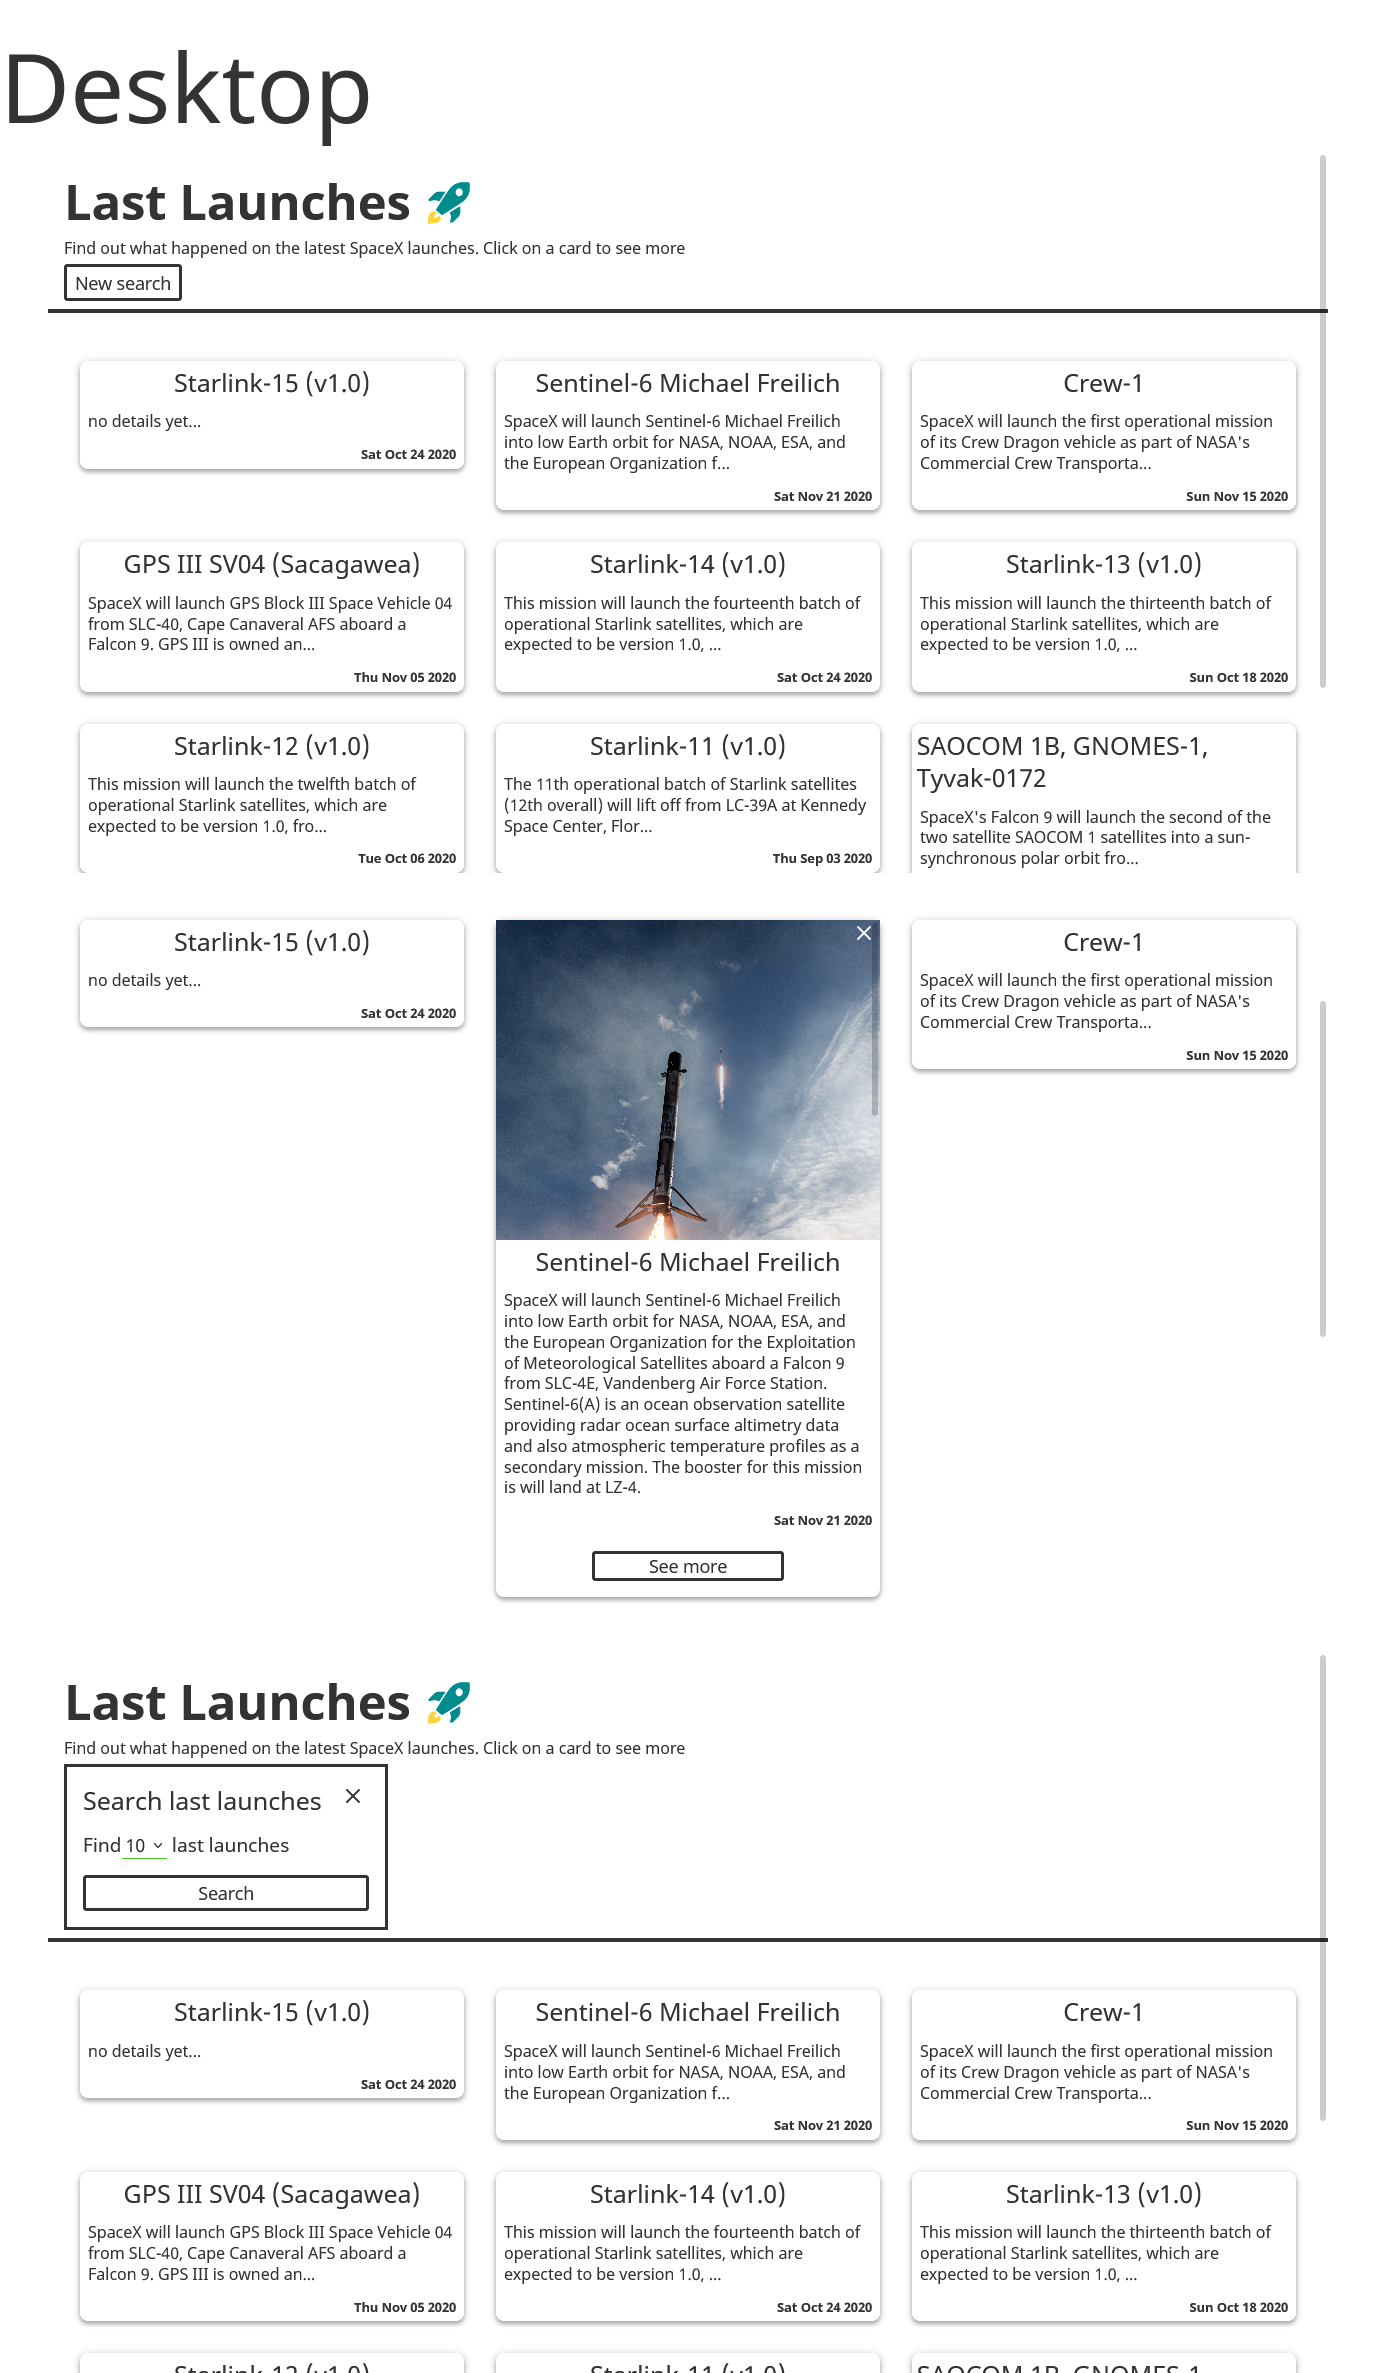 Desktop
Last Launches
Find out what happened on the latest SpaceX launches. Click on a card to see more
New search
Starlink-15 (v1.0)
no details yet...
Sat Oct 24 2020
Sentinel-6 Michael Freilich
SpaceX will launch Sentinel-6 Michael Freilich
into low Earth orbit for NASA, NOAA, ESA, and
the European Organization f...
Sat Nov 21 2020
Crew-1
SpaceX will launch the first operational mission
of its Crew Dragon vehicle as part of NASA's
Commercial Crew Transporta...
Sun Nov 15 2020
GPS III SV04 (Sacagawea)
SpaceX will launch GPS Block III Space Vehicle 04
from SLC-40, Cape Canaveral AFS aboard a
Falcon 9. GPS III is owned an...
Thu Nov 05 2020
Starlink-14 (v1.0)
This mission will launch the fourteenth batch of
operational Starlink satellites, which are
expected to be version 1.0, ...
Sat Oct 24 2020
Starlink-13 (v1.0)
This mission will launch the thirteenth batch of
operational Starlink satellites, which are
expected to be version 1.0, ...
Sun Oct 18 2020
Starlink-12 (v1.0)
This mission will launch the twelfth batch of
operational Starlink satellites, which are
expected to be version 1.0, fro...
Tue Oct 06 2020
Starlink-11 (v1.0)
The 11th operational batch of Starlink satellites
(12th overall) will lift off from LC-39A at Kennedy
Space Center, Flor...
Thu Sep 03 2020
SAOCOM 1B, GNOMES-1,
Tyvak-0172
SpaceX's Falcon 9 will launch the second of the
two satellite SAOCOM 1 satellites into a sun-
synchronous polar orbit fro...
Starlink-15 (v1.0)
no details yet...
Sat Oct 24 2020
Sentinel-6 Michael Freilich
SpaceX will launch Sentinel-6 Michael Freilich
into low Earth orbit for NASA, NOAA, ESA, and
the European Organization for the Exploitation
of Meteorological Satellites aboard a Falcon 9
from SLC-4E, Vandenberg Air Force Station.
Sentinel-6(A) is an ocean observation satellite
providing radar ocean surface altimetry data
and also atmospheric temperature profiles as a
secondary mission. The booster for this mission
is will land at LZ-4.
Sat Nov 21 2020
See more
Crew-1
SpaceX will launch the first operational mission
of its Crew Dragon vehicle as part of NASA's
Commercial Crew Transporta...
Sun Nov 15 2020
Last Launches
Find out what happened on the latest SpaceX launches. Click on a card to see more
Search last launches
Find 10 last launches
Search
Starlink-15 (v1.0)
no details yet...
Sat Oct 24 2020
Sentinel-6 Michael Freilich
SpaceX will launch Sentinel-6 Michael Freilich
into low Earth orbit for NASA, NOAA, ESA, and
the European Organization f...
Sat Nov 21 2020
Crew-1
SpaceX will launch the first operational mission
of its Crew Dragon vehicle as part of NASA's
Commercial Crew Transporta...
Sun Nov 15 2020
GPS III SV04 (Sacagawea)
SpaceX will launch GPS Block III Space Vehicle 04
from SLC-40, Cape Canaveral AFS aboard a
Falcon 9. GPS III is owned an...
Thu Nov 05 2020
Starlink-14 (v1.0)
This mission will launch the fourteenth batch of
operational Starlink satellites, which are
expected to be version 1.0, ...
Sat Oct 24 2020
Starlink-13 (v1.0)
This mission will launch the thirteenth batch of
operational Starlink satellites, which are
expected to be version 1.0, ...
Sun Oct 18 2020
Starlink-12 (v1.0)
Starlink-11 (v1.0)
SAOCOM 1B, GNOMES-1,